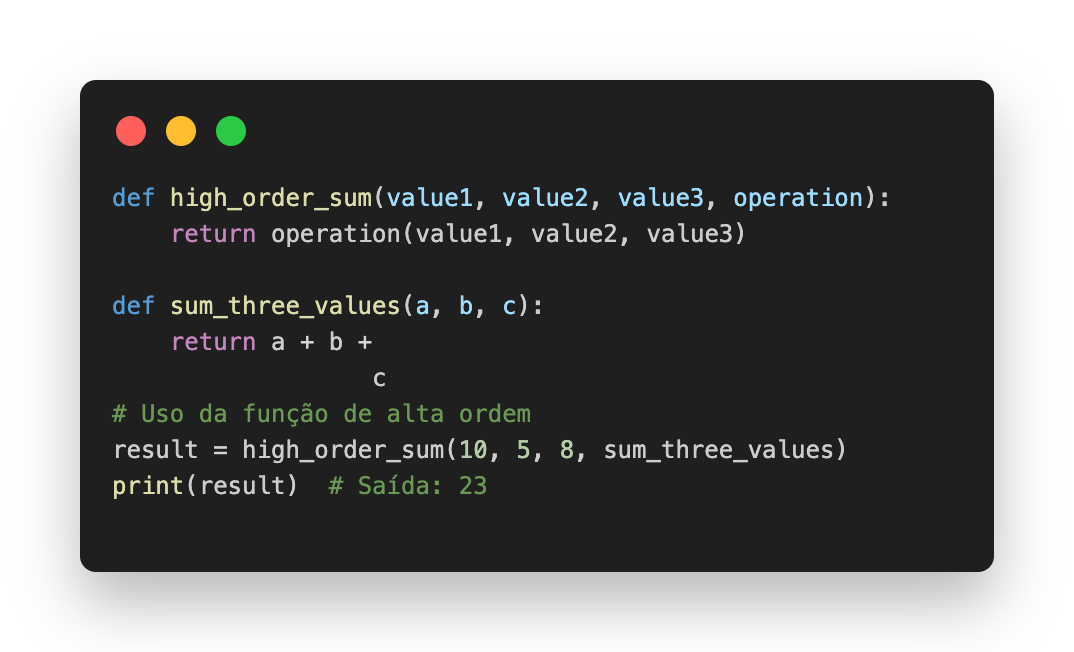 def high_order_sum(value1, value2, value3, operation):
    return operation(value1, value2, value3)

def sum_three_values(a, b, c):
    return a + b +
                  c
# Uso da função de alta ordem
result = high_order_sum(10, 5, 8, sum_three_values)
print(result)  # Saída: 23